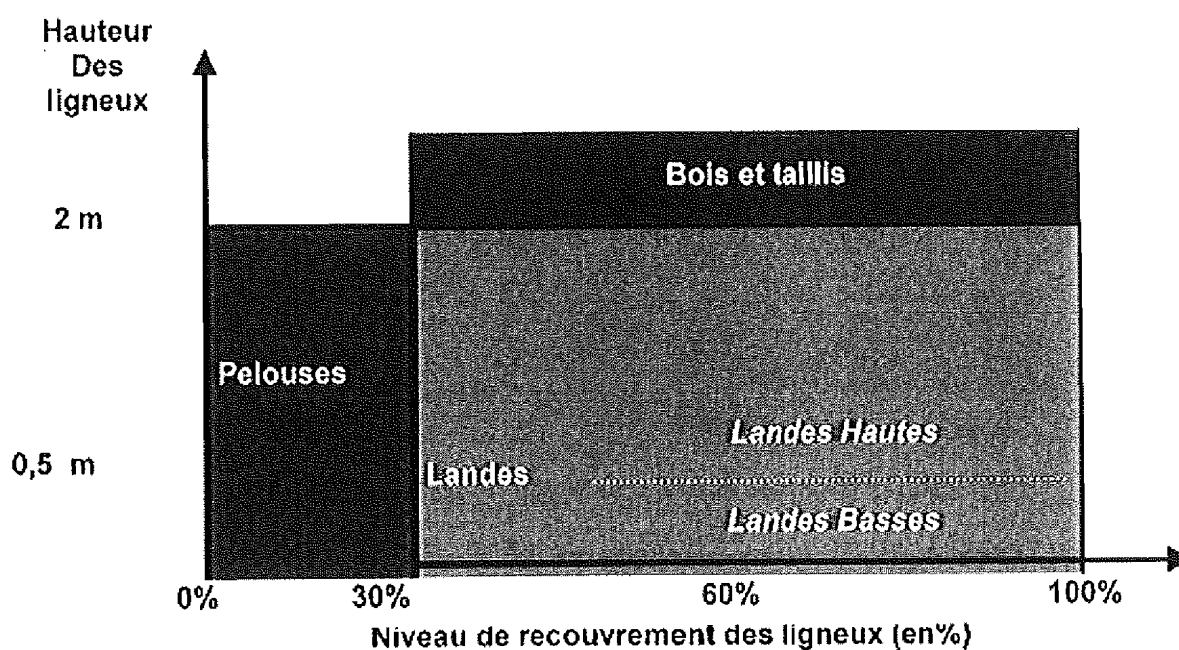 Hauteur
Des
ligneux
Bois et taillis
2 m
Pelouses
Landes Hautes
0,5 m
Landes
Landes Basses
0%
30%
60%
100%
Niveau de recouvrement des ligneux (en%)